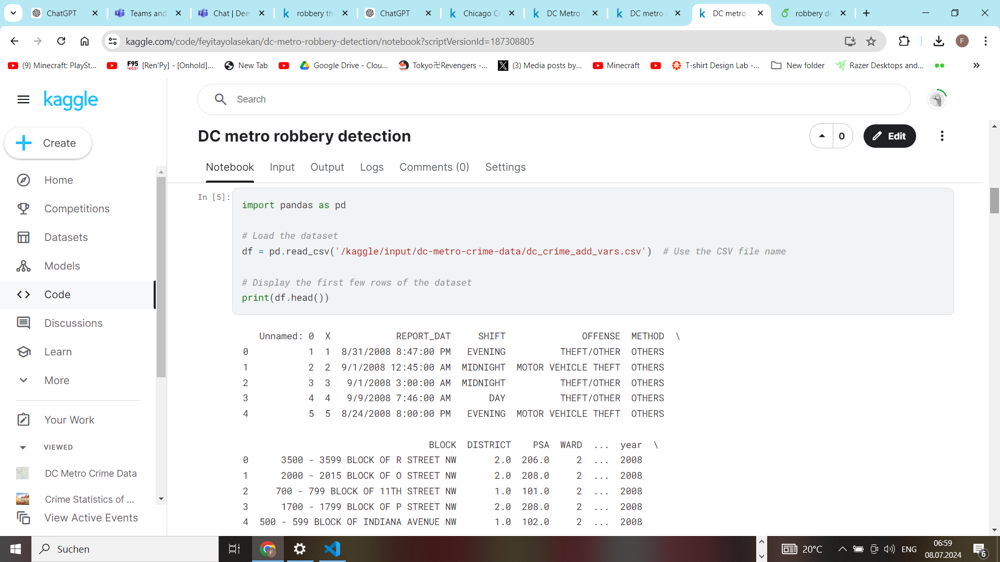 ChatGPT
Teams and
Chat | Deer
robbery th
ChatGPT
Chicago Cr
DC Metro
DC metro
DC metro
robbery de
kaggle.com/code/feyitayolasekan/dc-metro-robbery-detection/notebook?scriptVersionId=187308805
F
(9) Minecraft: PlaySt...
F95 ZONE
[Ren'Py] - [Onhold]...
New Tab
Google Drive - Clou...
Tokyo卍Revengers -...
(3) Media posts by...
Minecraft
T-shirt Design Lab -...
New folder
Razer Desktops and...
kaggle
Search
Create
DC metro robbery detection
0
Edit
Notebook Input Output Logs Comments (0) Settings
Home
Competitions
Datasets
Models
Code
Discussions
Learn
More
Your Work
VIEWED
DC Metro Crime Data
Crime Statistics of ...
View Active Events
In [5]:
import pandas as pd
# Load the dataset
df = pd.read_csv('/kaggle/input/dc-metro-crime-data/dc_crime_add_vars.csv')  # Use the CSV file name
# Display the first few rows of the dataset
print(df.head())
Unnamed: 0  X  REPORT_DAT  SHIFT  OFFENSE  METHOD  \
0  1  1  8/31/2008 8:47:00 PM  EVENING  THEFT/OTHER  OTHERS
1  2  2  9/1/2008 12:45:00 AM  MIDNIGHT  MOTOR VEHICLE THEFT  OTHERS
2  3  3  9/1/2008 3:00:00 AM  MIDNIGHT  THEFT/OTHER  OTHERS
3  4  4  9/9/2008 7:46:00 AM  DAY  THEFT/OTHER  OTHERS
4  5  5  8/24/2008 8:00:00 PM  EVENING  MOTOR VEHICLE THEFT  OTHERS
BLOCK  DISTRICT  PSA  WARD  ...  year  \
0  3500 - 3599 BLOCK OF R STREET NW  2.0  206.0  2  ...  2008
1  2000 - 2015 BLOCK OF O STREET NW  2.0  208.0  2  ...  2008
2  700 - 799 BLOCK OF 11TH STREET NW  1.0  101.0  2  ...  2008
3  1700 - 1799 BLOCK OF P STREET NW  2.0  208.0  2  ...  2008
4  500 - 599 BLOCK OF INDIANA AVENUE NW  1.0  102.0  2  ...  2008
Suchen
F
20°C
ENG
06:59
08.07.2024
6